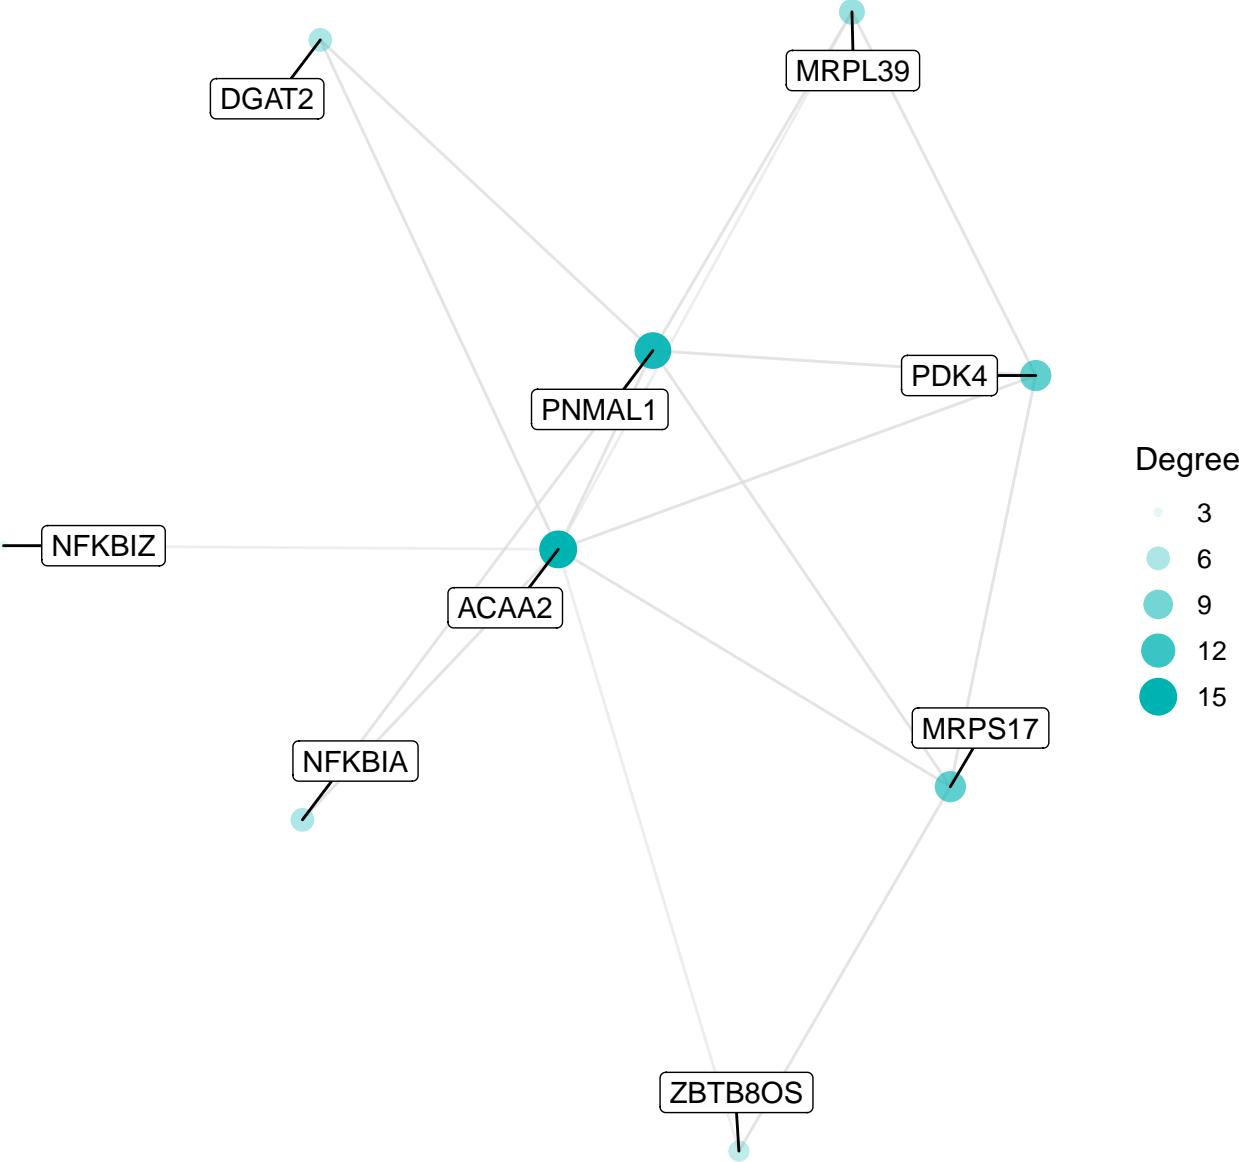 MRPL39
DGAT2
PDK4
PNMAL1
Degree
3
6
9
12
15
NFKBIZ
ACAA2
MRPS17
NFKBIA
ZBTB8OS